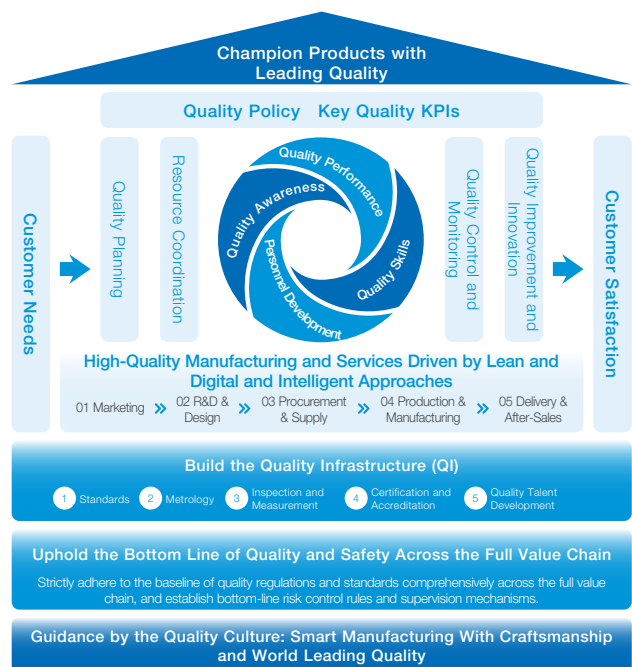 Champion Products with
Leading Quality
Quality Policy Key Quality KPIs
Customer Needs
Quality Planning
Resource Coordination
Quality Performance
Quality Awareness
Quality Skills
Personnel Development
Quality Control and
Monitoring
Quality Improvement and
Innovation
Customer Satisfaction
High-Quality Manufacturing and Services Driven by Lean and
Digital and Intelligent Approaches
01 Marketing
02 R&D &
Design
03 Procurement
& Supply
04 Production &
Manufacturing
05 Delivery &
After-Sales
Build the Quality Infrastructure (QI)
1 Standards
2 Metrology
3 Inspection and
Measurement
4 Certification and
Accreditation
5 Quality Talent
Development
Uphold the Bottom Line of Quality and Safety Across the Full Value Chain
Strictly adhere to the baseline of quality regulations and standards comprehensively across the full value
chain, and establish bottom-line risk control rules and supervision mechanisms.
Guidance by the Quality Culture: Smart Manufacturing With Craftsmanship
and World Leading Quality